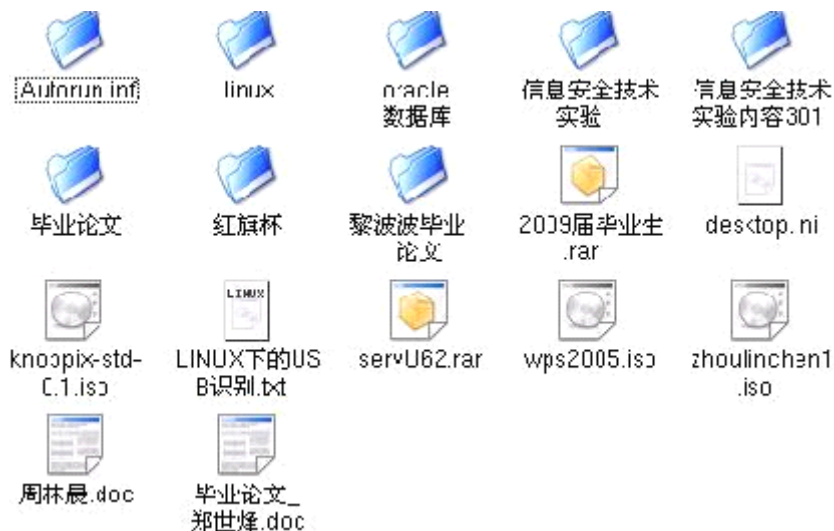 Autorun.inf
linux
oracle
数据库
信息安全技术
实验
信息安全技术
实验内容301
毕业论文
红旗杯
黎波波毕业
论文
2009届毕业生
.rar
desktop.ini
knoppix-std-
0.1.iso
LINUX
LINUX下的US
B识别.txt
servU62.rar
wps2005.iso
zhoulinchen1
.iso
周林晨.doc
毕业论文_
郑世烽.doc